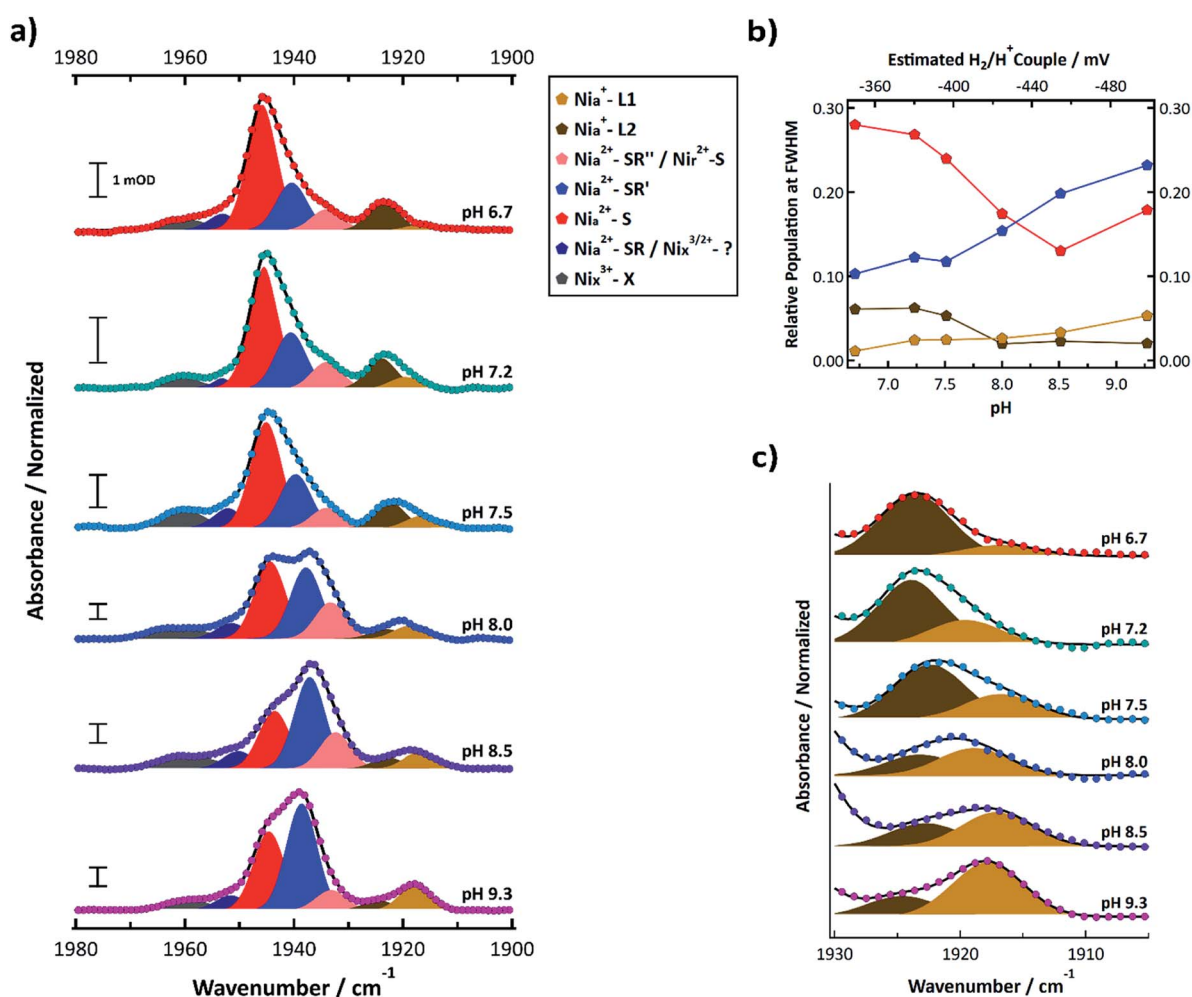 a)
1980 1960 1940 1920 1900
1 mOD
pH 6.7
pH 7.2
pH 7.5
pH 8.0
pH 8.5
pH 9.3
1980 1960 1940 1920 1900
Wavenumber / cm⁻¹
Absorbance / Normalized
Niₐ⁺- L1
Niₐ⁺- L2
Niₐ²⁺- SR'' / Niᵣ²⁺-S
Niₐ²⁺- SR'
Niₐ²⁺- S
Niₐ²⁺- SR / Niₓ³ᐟ²⁺- ?
Niₓ³⁺- X
b)
Estimated H₂/H⁺ Couple / mV
-360 -400 -440 -480
0.30 0.30
0.20 0.20
0.10 0.10
0.00 0.00
7.0 7.5 8.0 8.5 9.0
pH
Relative Population at FWHM
c)
pH 6.7
pH 7.2
pH 7.5
pH 8.0
pH 8.5
pH 9.3
1930 1920 1910
Wavenumber / cm⁻¹
Absorbance / Normalized